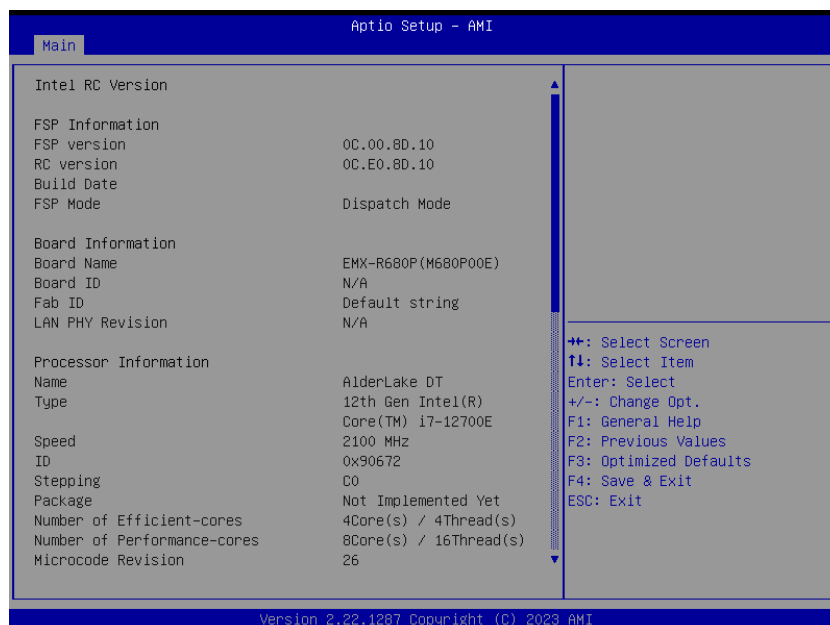 Aptio Setup – AMI
Main
Intel RC Version
FSP Information
FSP version 0C.00.8D.10
RC version 0C.E0.8D.10
Build Date
FSP Mode Dispatch Mode
Board Information
Board Name EMX-R680P(M680P00E)
Board ID N/A
Fab ID Default string
LAN PHY Revision N/A
Processor Information
Name AlderLake DT
Type 12th Gen Intel(R)
Core(TM) i7-12700E
Speed 2100 MHz
ID 0x90672
Stepping C0
Package Not Implemented Yet
Number of Efficient-cores 4Core(s) / 4Thread(s)
Number of Performance-cores 8Core(s) / 16Thread(s)
Microcode Revision 26
→←: Select Screen
↑↓: Select Item
Enter: Select
+/-: Change Opt.
F1: General Help
F2: Previous Values
F3: Optimized Defaults
F4: Save & Exit
ESC: Exit
Version 2.22.1287 Copyright (C) 2023 AMI